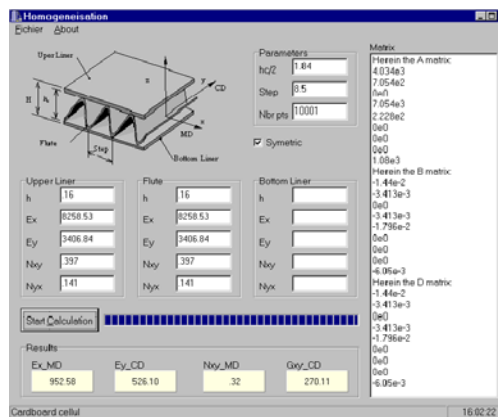 Homogeneisation
Fichier About
Upper Liner
z
y
CD
H
hc
x
MD
Flute
Step
Bottom Liner
Parameters
hc/2 1.84
Step 8.5
Nbr pts 10001
Symetric
Upper Liner
h .16
Ex 8258.53
Ey 3406.84
Nxy .397
Nyx .141
Flute
h .16
Ex 8258.53
Ey 3406.84
Nxy .397
Nyx .141
Bottom Liner
h
Ex
Ey
Nxy
Nyx
Start Calculation
Results
Ex_MD Ey_CD Nxy_MD Gxy_CD
952.58 526.10 .32 270.11
Matrix
Herein the A matrix:
4.034e3
7.054e2
0e0
7.054e3
2.228e2
0e0
0e0
0e0
1.08e3
Herein the B matrix:
-1.44e-2
-3.413e-3
0e0
-3.413e-3
-1.796e-2
0e0
0e0
0e0
-6.05e-3
Herein the D matrix:
-1.44e-2
-3.413e-3
0e0
-3.413e-3
-1.796e-2
0e0
0e0
0e0
-6.05e-3
Cardboard cellul 16:02:22